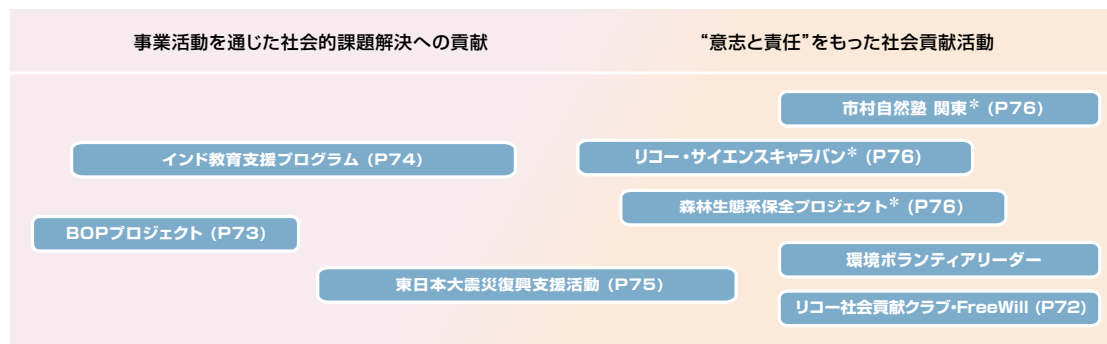 事業活動を通じた社会的課題解決への貢献
“意志と責任”をもった社会貢献活動
市村自然塾 関東* (P76)
インド教育支援プログラム (P74)
リコー・サイエンスキャラバン* (P76)
森林生態系保全プロジェクト* (P76)
BOPプロジェクト (P73)
環境ボランティアリーダー
東日本大震災復興支援活動 (P75)
リコー社会貢献クラブ・FreeWill (P72)